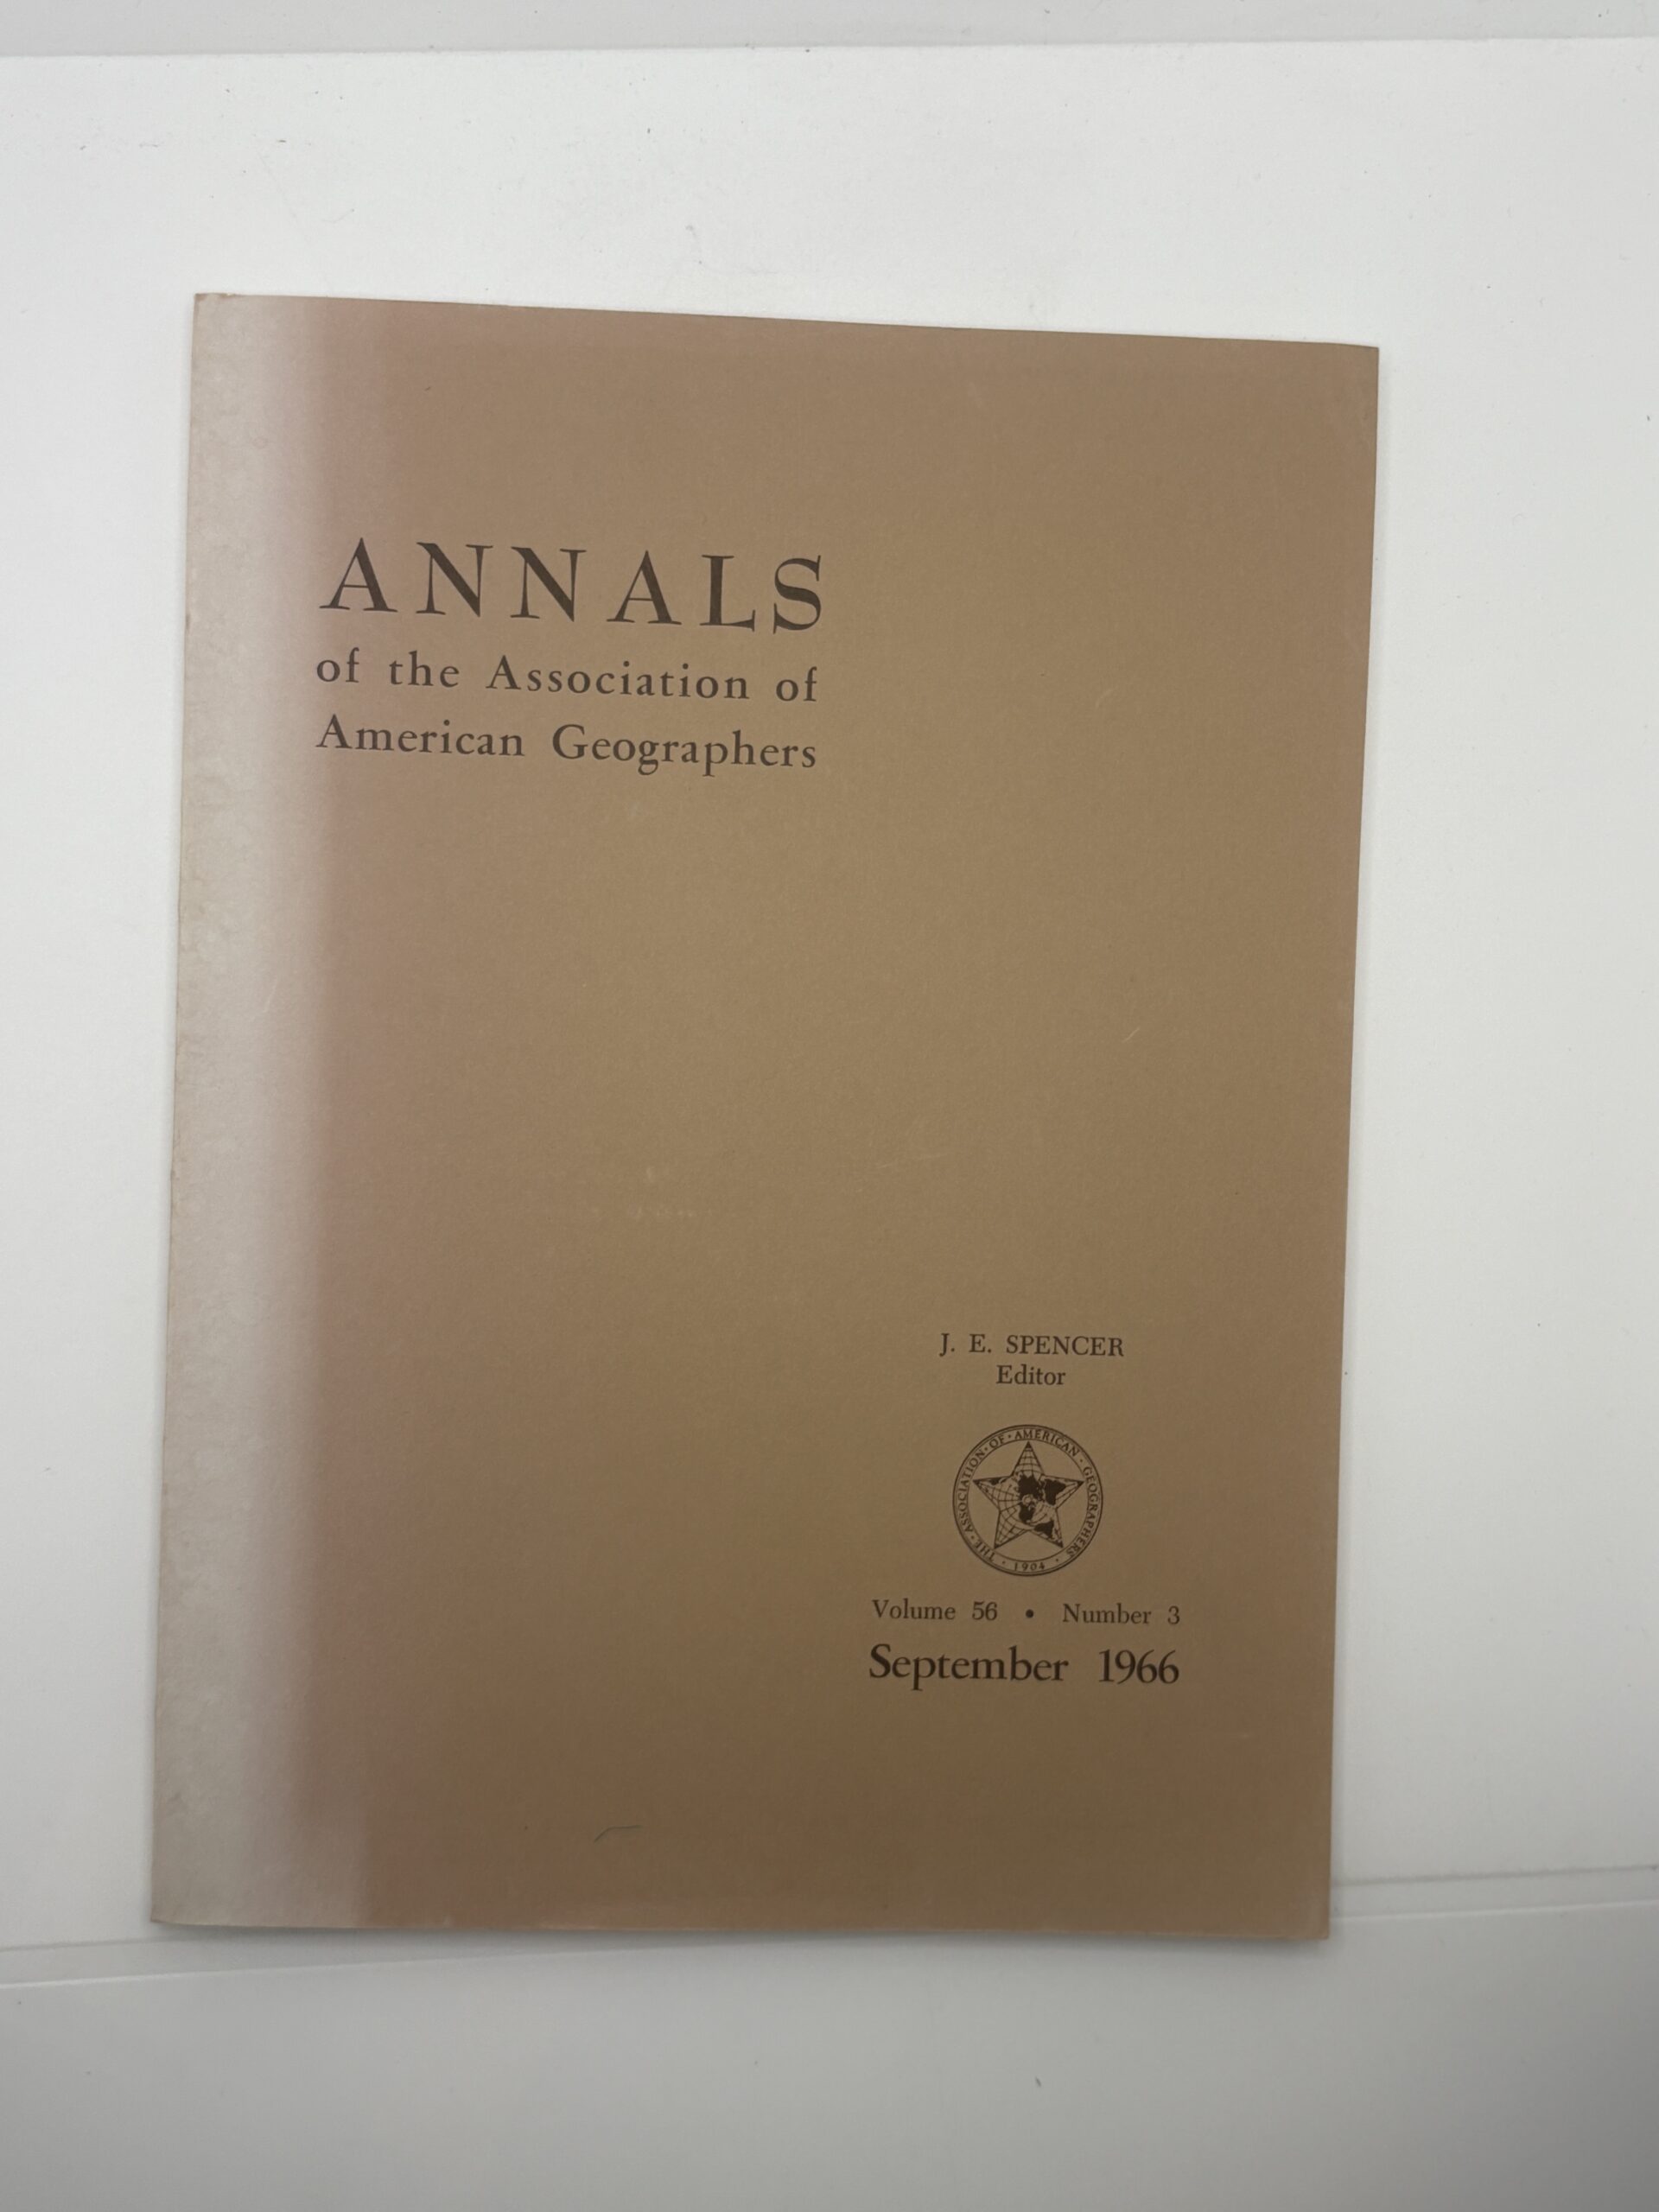 ANNALS
of the Association of
American Geographers
J. E. SPENCER
Editor
THE · ASSOCIATION · OF · AMERICAN · GEOGRAPHERS
· 1904 ·
Volume 56 • Number 3
September 1966